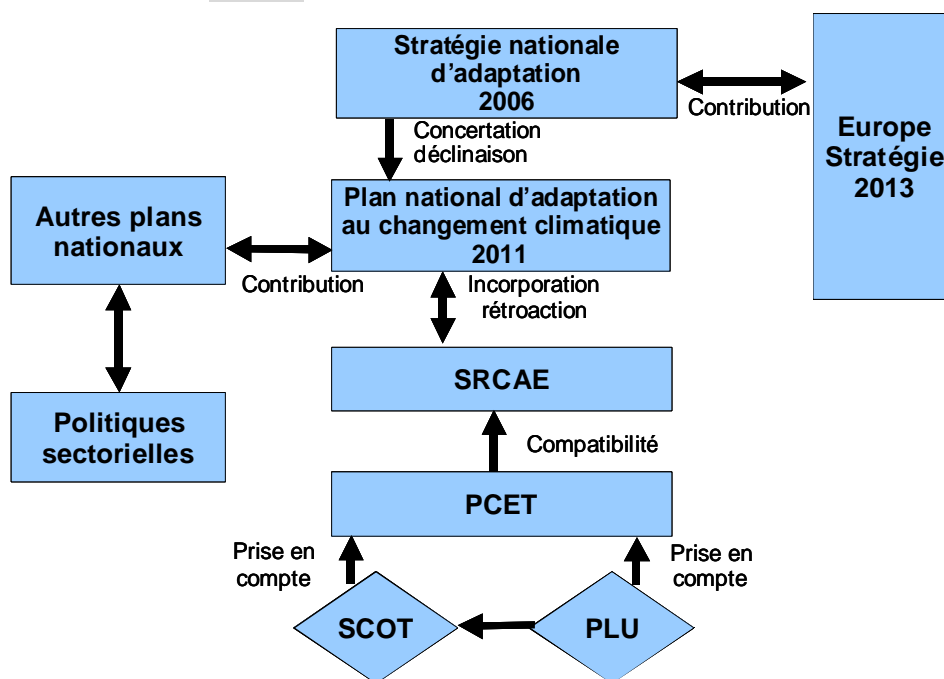 Stratégie nationale
d'adaptation
2006
Contribution
Europe
Stratégie
2013
Concertation
déclinaison
Autres plans
nationaux
Plan national d'adaptation
au changement climatique
2011
Contribution
Incorporation
rétroaction
SRCAE
Politiques
sectorielles
Compatibilité
PCET
Prise en
compte
Prise en
compte
SCOT
PLU